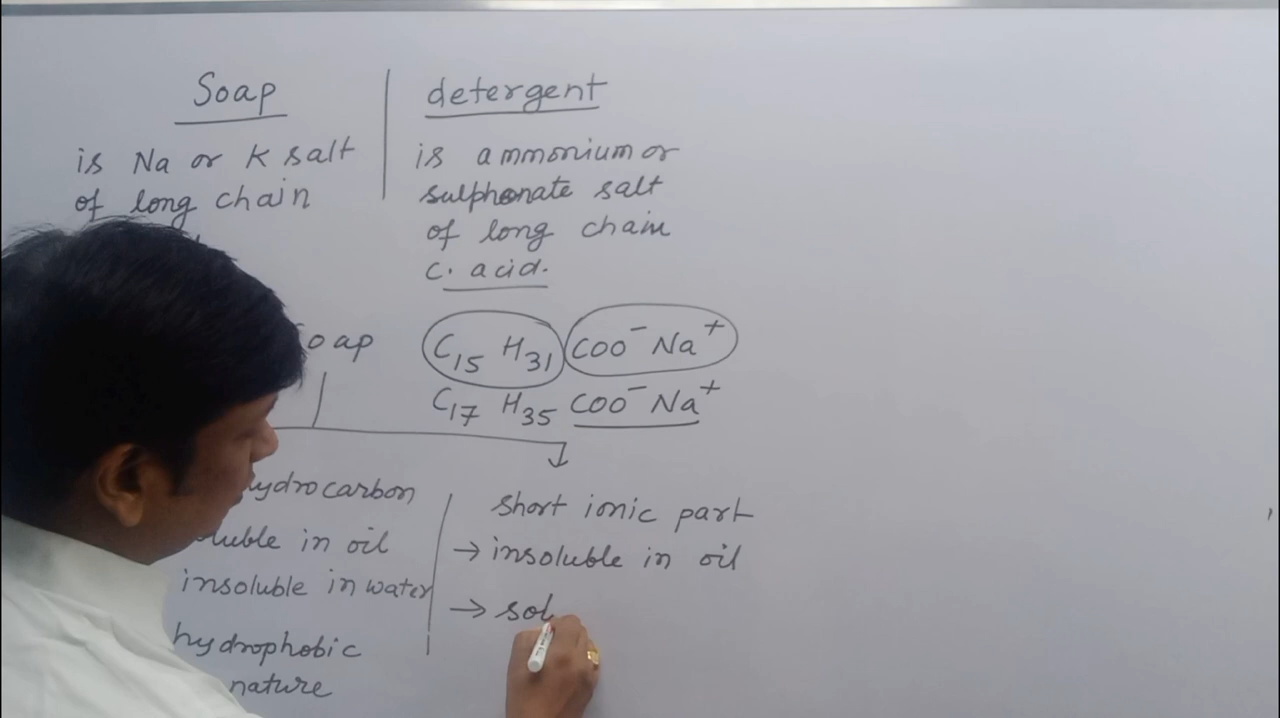 Soap
is Na or K salt
of long chain
detergent
is ammonium or
sulphonate salt
of long chain
C. acid.
oap
C15 H31 COO- Na+
C17 H35 COO- Na+
ydrocarbon
luble in oil
insoluble in water
hydrophobic
nature
short ionic part
→ insoluble in oil
→ sol